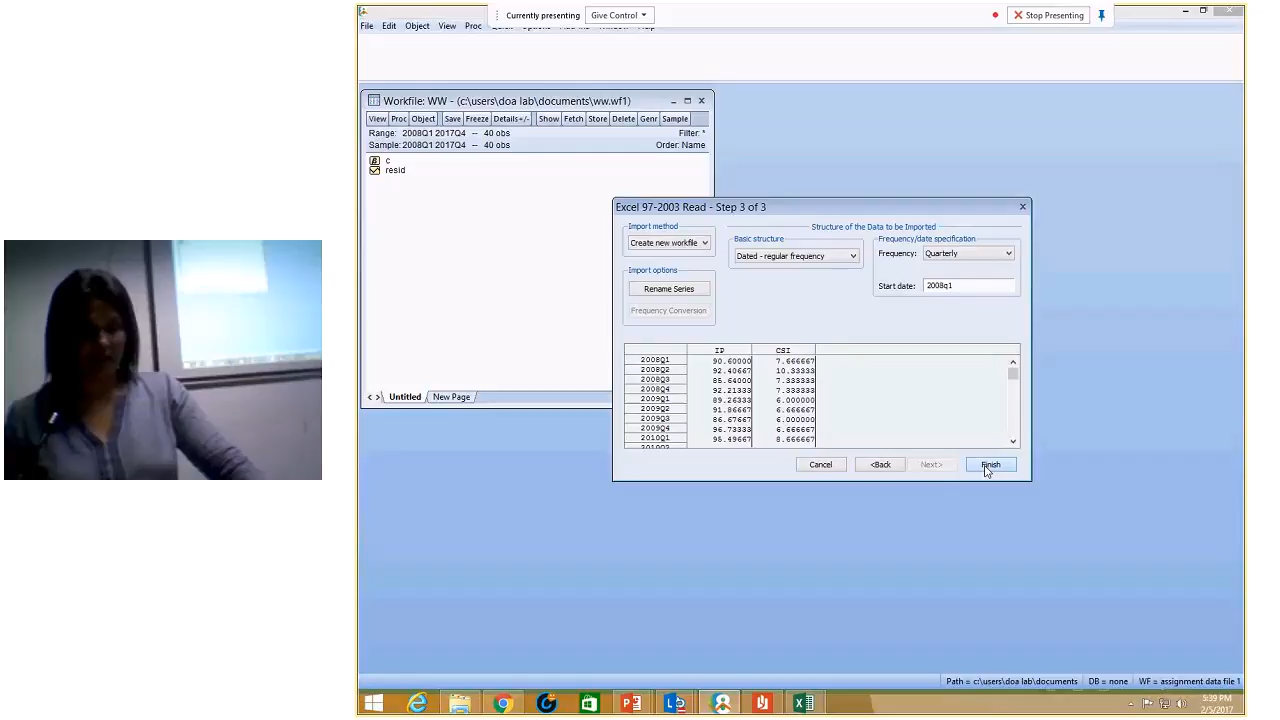 Currently presenting
Give Control
Stop Presenting
File Edit Object View Proc
Workfile: WW - (c:\users\doa lab\documents\ww.wf1)
View Proc Object Save Freeze Details+/- Show Fetch Store Delete Genr Sample
Range: 2008Q1 2017Q4 -- 40 obs Filter: *
Sample: 2008Q1 2017Q4 -- 40 obs Order: Name
c
resid
Untitled New Page
Excel 97-2003 Read - Step 3 of 3
Import method
Create new workfile
Import options
Rename Series
Frequency Conversion
Structure of the Data to be Imported
Basic structure
Dated - regular frequency
Frequency/date specification
Frequency: Quarterly
Start date: 2008q1
IP CSI
2008Q1 90.60000 7.666667
2008Q2 92.40667 10.33333
2008Q3 85.64000 7.333333
2008Q4 92.21333 7.333333
2009Q1 89.26333 6.000000
2009Q2 91.86667 6.666667
2009Q3 86.67667 6.000000
2009Q4 96.73333 6.666667
2010Q1 95.49667 8.666667
Cancel <Back Next> Finish
Path = c:\users\doa lab\documents DB = none WF = assignment data file 1
5:39 PM
2/5/2017